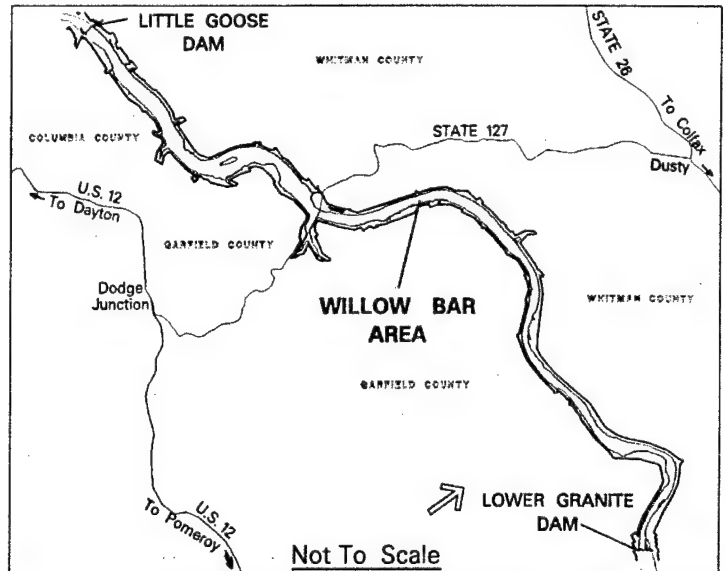 LITTLE GOOSE
DAM
WHITMAN COUNTY
STATE 26
To Colfax
COLUMBIA COUNTY
STATE 127
Dusty
U.S. 12
To Dayton
GARFIELD COUNTY
Dodge
Junction
WILLOW BAR
AREA
WHITMAN COUNTY
GARFIELD COUNTY
LOWER GRANITE
DAM
U.S. 12
To Pomeroy
Not To Scale